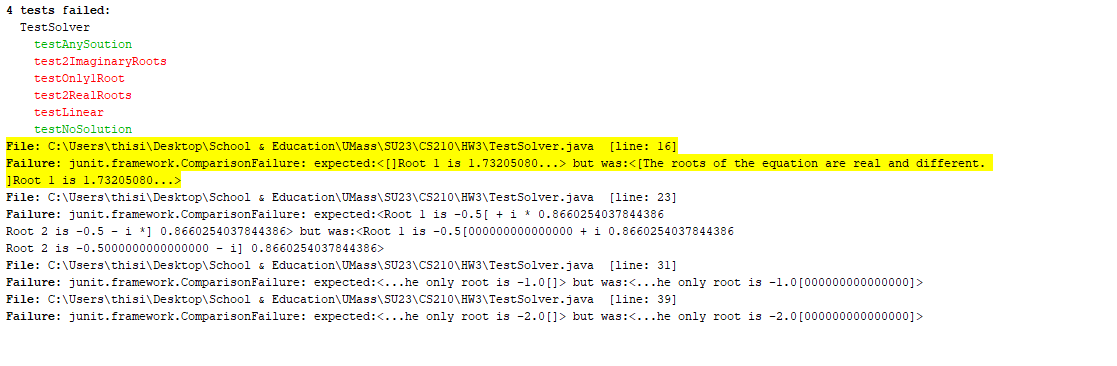 4 tests failed:
TestSolver
testAnySoution
test2ImaginaryRoots
testOnly1Root
test2RealRoots
testLinear
testNoSolution
File: C:\Users\thisi\Desktop\School & Education\UMass\SU23\CS210\HW3\TestSolver.java  [line: 16]
Failure: junit.framework.ComparisonFailure: expected:<[]Root 1 is 1.73205080...> but was:<[The roots of the equation are real and different.
]Root 1 is 1.73205080...>
File: C:\Users\thisi\Desktop\School & Education\UMass\SU23\CS210\HW3\TestSolver.java  [line: 23]
Failure: junit.framework.ComparisonFailure: expected:<Root 1 is -0.5[ + i * 0.8660254037844386
Root 2 is -0.5 - i *] 0.8660254037844386> but was:<Root 1 is -0.5[000000000000000 + i 0.8660254037844386
Root 2 is -0.5000000000000000 - i] 0.8660254037844386>
File: C:\Users\thisi\Desktop\School & Education\UMass\SU23\CS210\HW3\TestSolver.java  [line: 31]
Failure: junit.framework.ComparisonFailure: expected:<...he only root is -1.0[]> but was:<...he only root is -1.0[000000000000000]>
File: C:\Users\thisi\Desktop\School & Education\UMass\SU23\CS210\HW3\TestSolver.java  [line: 39]
Failure: junit.framework.ComparisonFailure: expected:<...he only root is -2.0[]> but was:<...he only root is -2.0[000000000000000]>